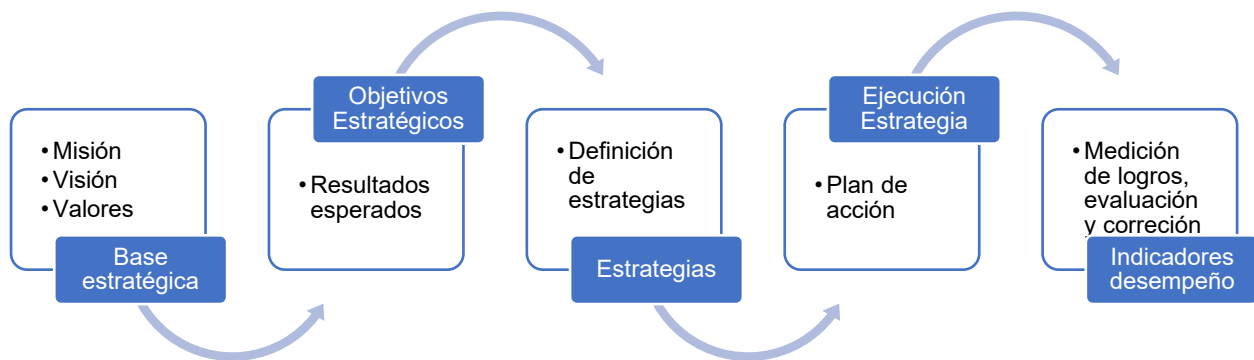 • Misión
• Visión
• Valores
Base
estratégica
Objetivos
Estratégicos
• Resultados
esperados
• Definición
de
estrategias
Estrategias
Ejecución
Estrategia
• Plan de
acción
• Medición
de logros,
evaluación
y correción
Indicadores
desempeño